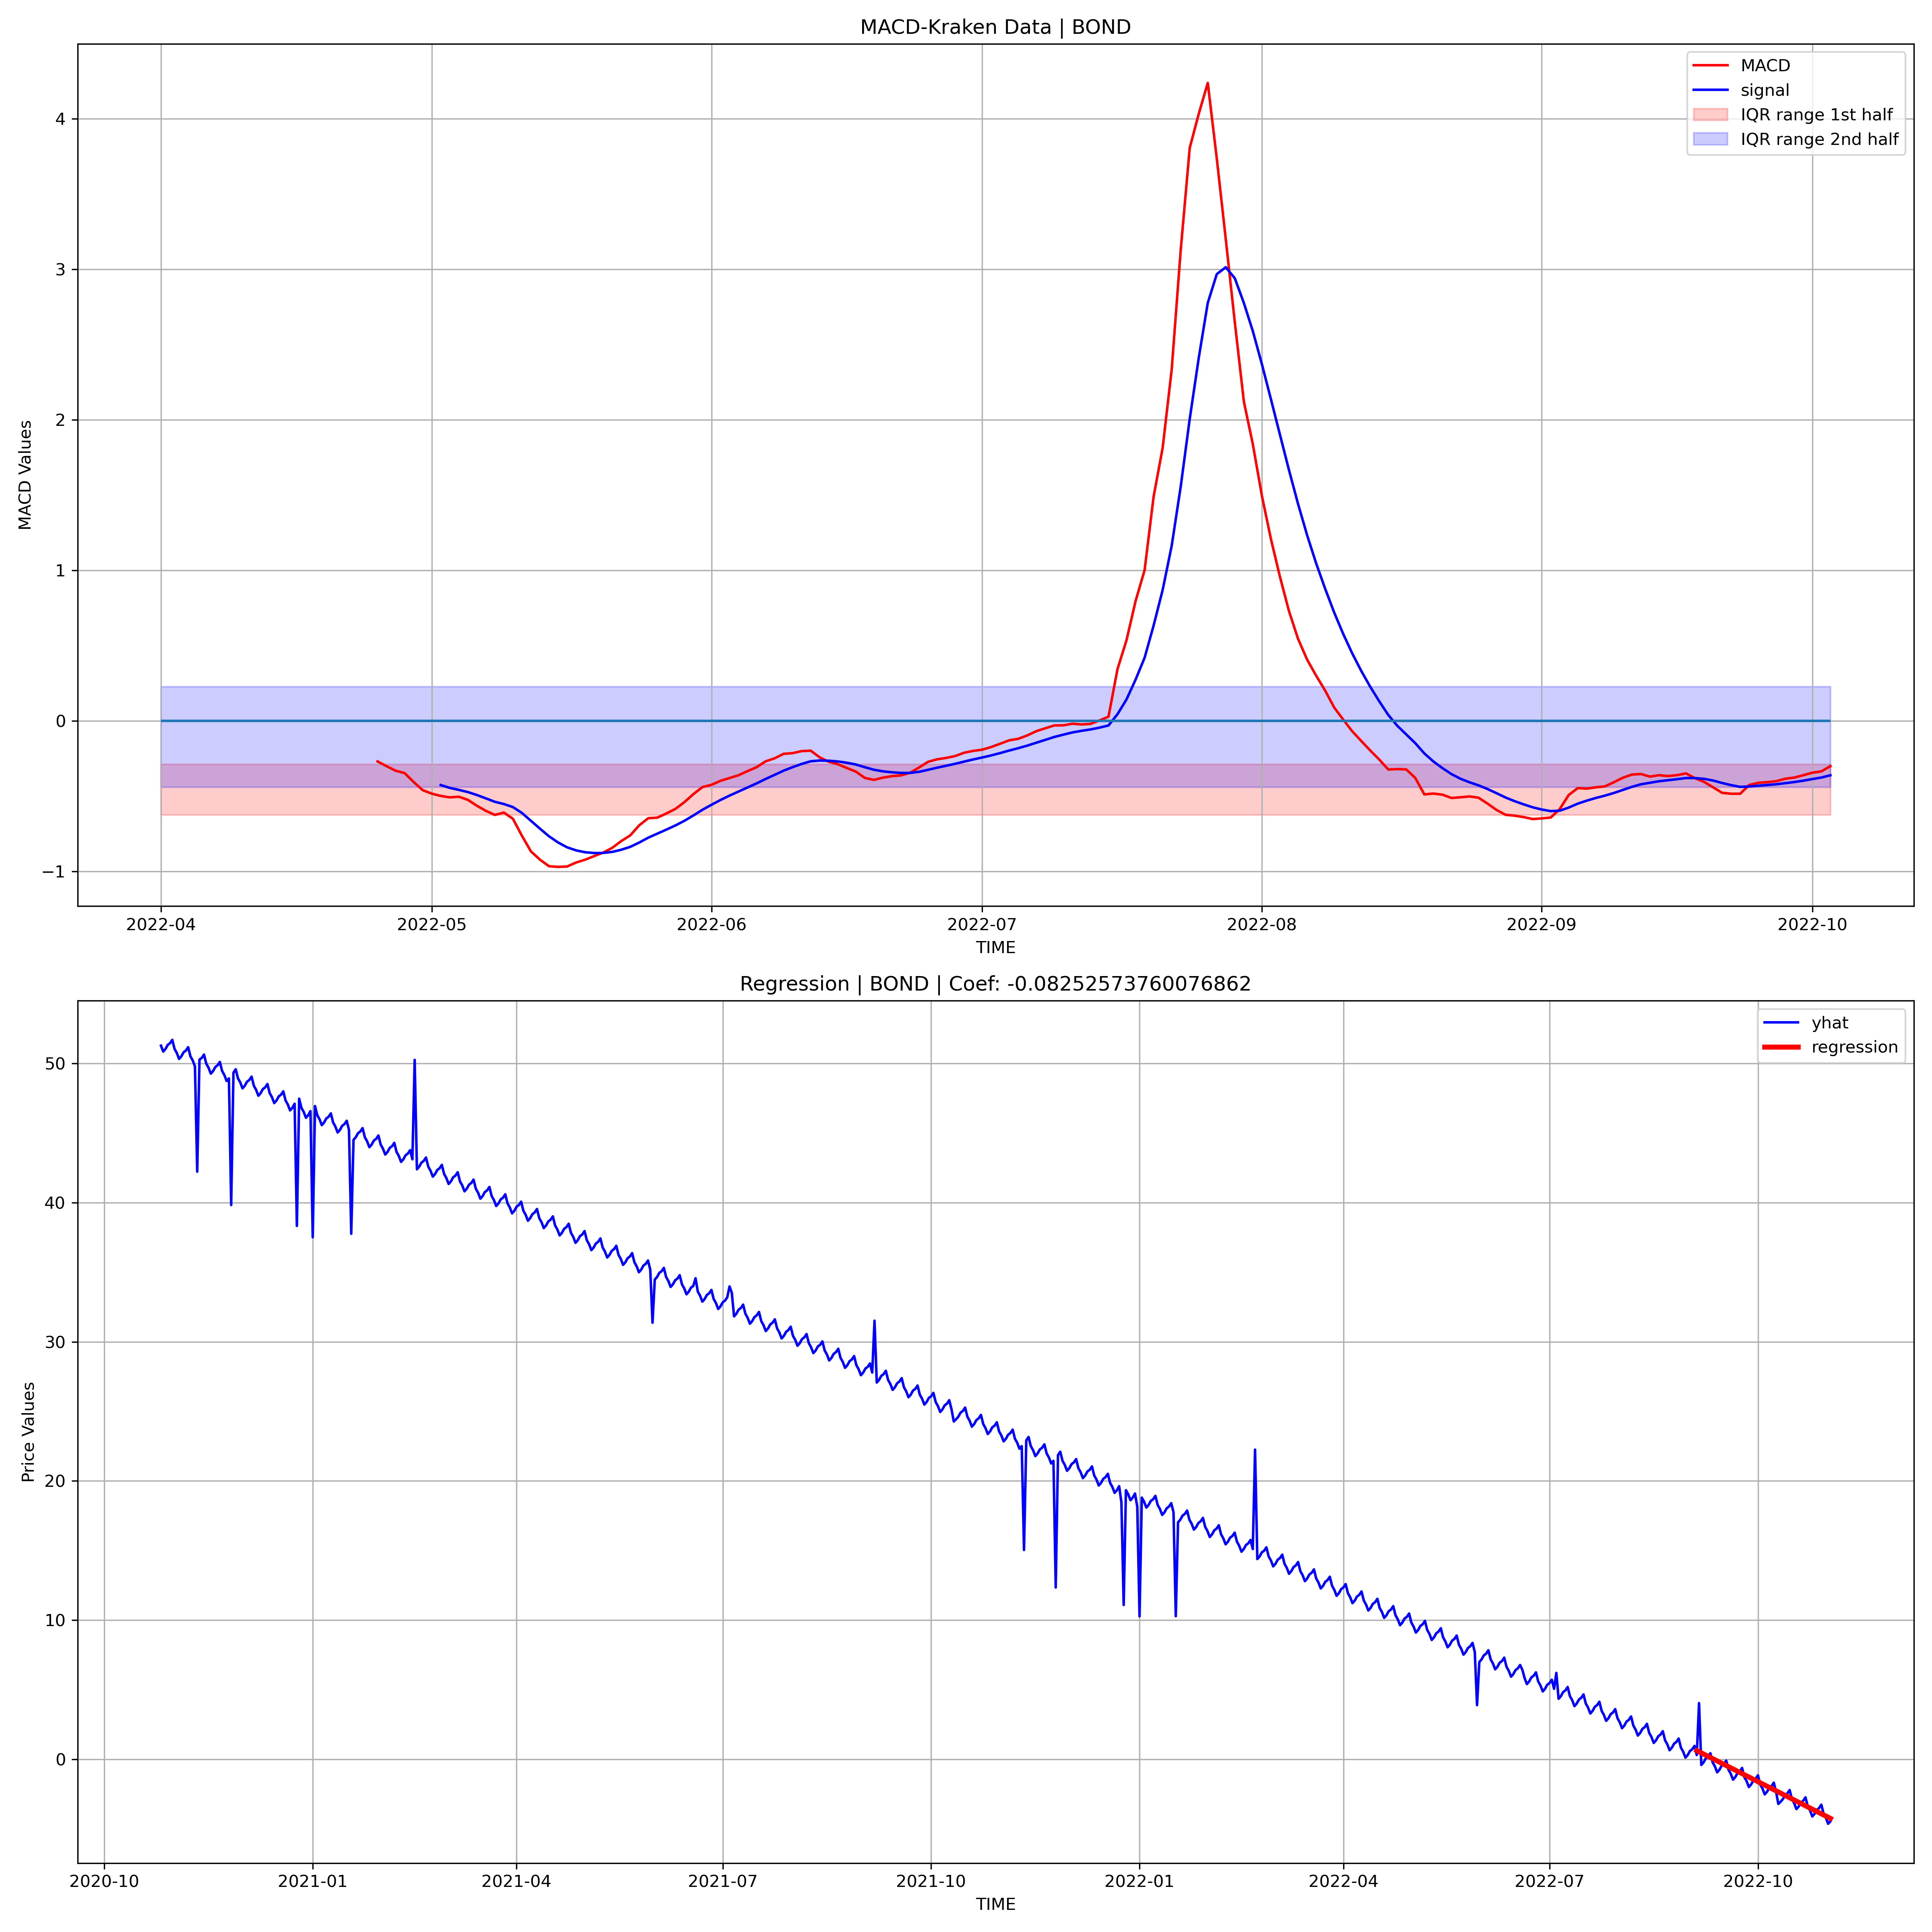 MACD-Kraken Data | BOND
MACD
signal
IQR range 1st half
IQR range 2nd half
MACD Values
4
3
2
1
0
−1
2022-04
2022-05
2022-06
2022-07
2022-08
2022-09
2022-10
TIME
Regression | BOND | Coef: -0.08252573760076862
yhat
regression
Price Values
50
40
30
20
10
0
2020-10
2021-01
2021-04
2021-07
2021-10
2022-01
2022-04
2022-07
2022-10
TIME